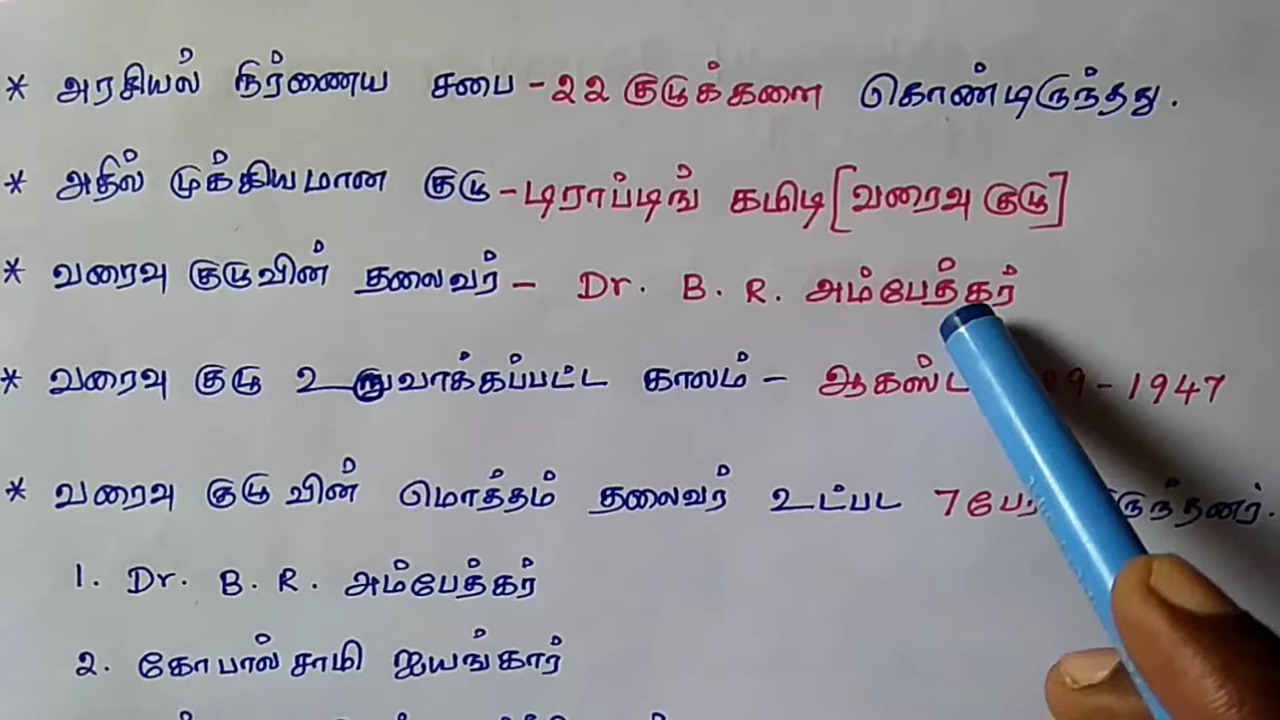 * அரசியல் நிர்ணைய சபை - 22 குழுக்களை கொண்டிருந்தது.
* அதில் முக்கியமான குழு - டிராப்டிங் கமிடி [வரைவு குழு]
* வரைவு குழுவின் தலைவர் - Dr. B. R. அம்பேத்கர்
* வரைவு குழு உருவாக்கப்பட்ட காலம் - ஆகஸ்ட் - 1947
* வரைவு குழுவின் மொத்தம் தலைவர் உட்பட 7 பேர்
1. Dr. B. R. அம்பேத்கர்
2. கோபால்சாமி ஐயங்கார்